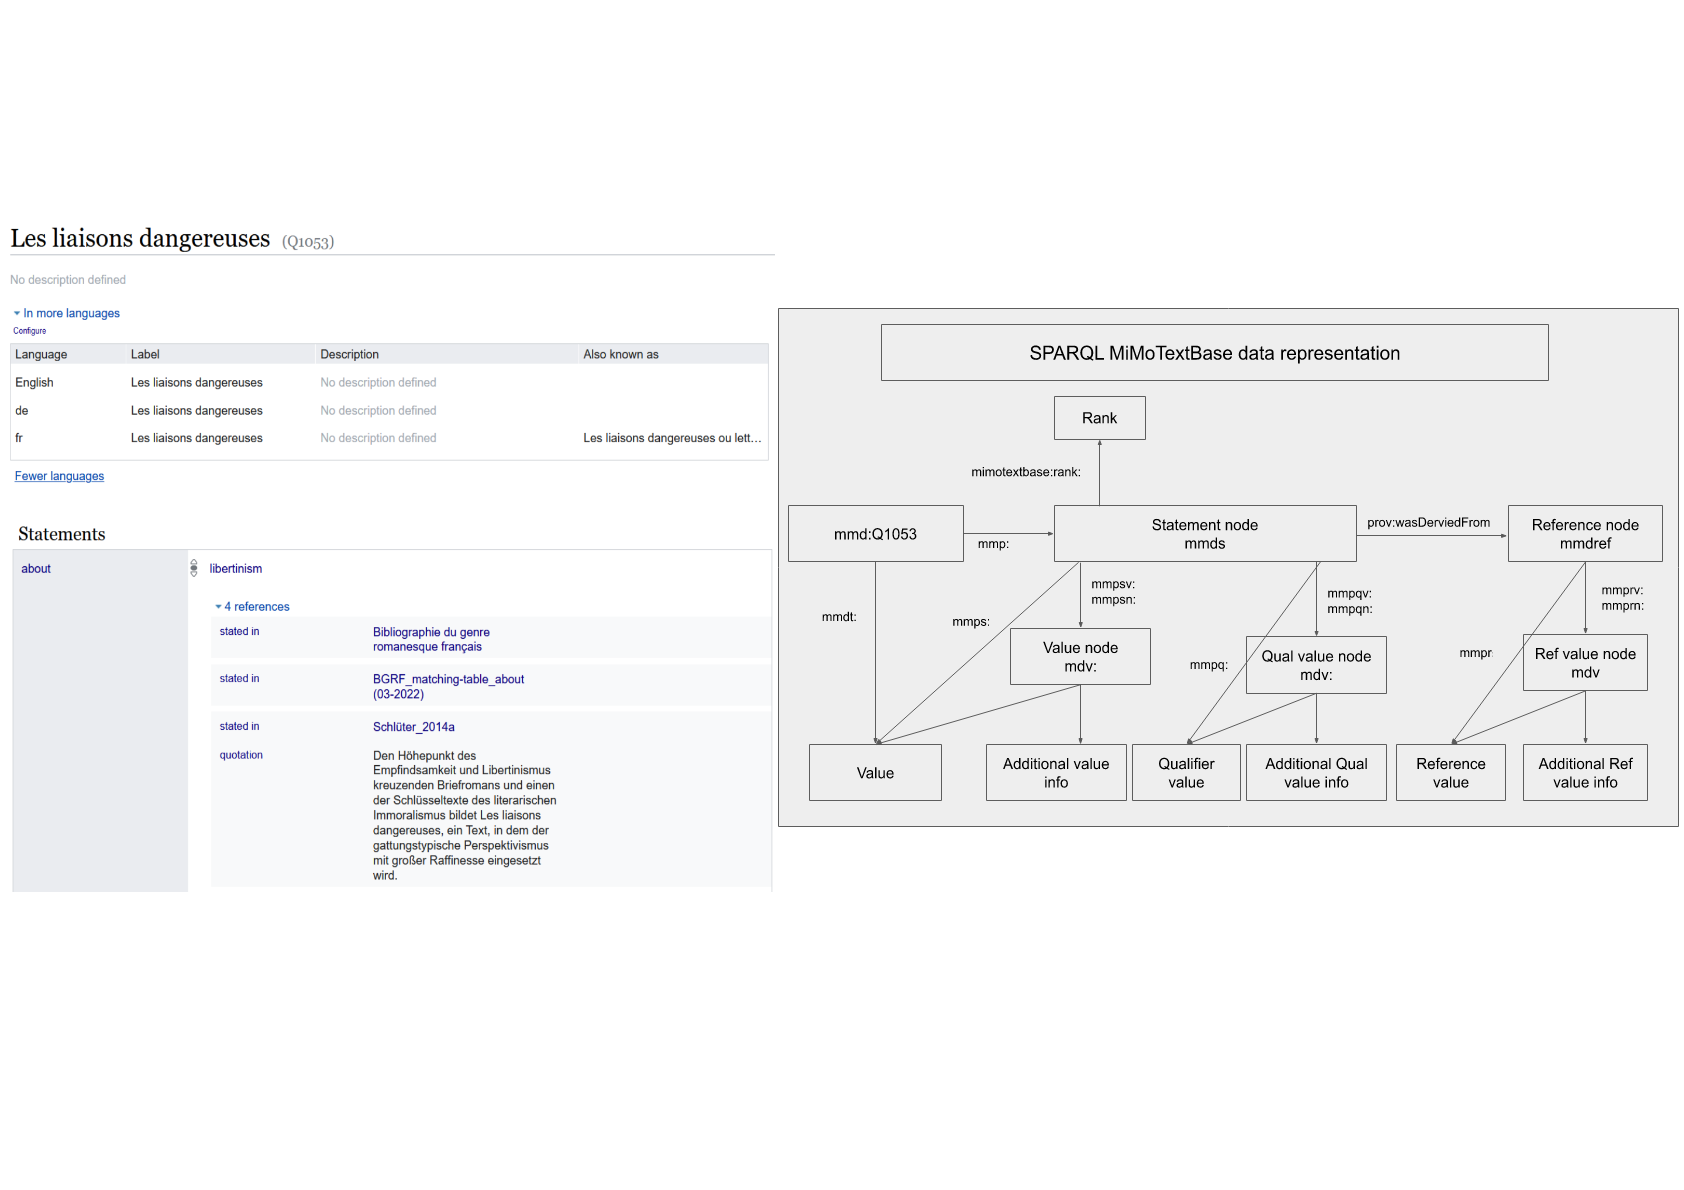 Les liaisons dangereuses (Q1053)
No description defined
In more languages
Configure
Language Label Description Also known as
English Les liaisons dangereuses No description defined
de Les liaisons dangereuses No description defined
fr Les liaisons dangereuses No description defined Les liaisons dangereuses ou lett…
Fewer languages
Statements
about
libertinism
4 references
stated in Bibliographie du genre
romanesque français
stated in BGRF_matching-table_about
(03-2022)
stated in Schlüter_2014a
quotation Den Höhepunkt des
Empfindsamkeit und Libertinismus
kreuzenden Briefromans und einen
der Schlüsseltexte des literarischen
Immoralismus bildet Les liaisons
dangereuses, ein Text, in dem der
gattungstypische Perspektivismus
mit großer Raffinesse eingesetzt
wird.
SPARQL MiMoTextBase data representation
Rank
mimotextbase:rank:
mmd:Q1053
mmp:
Statement node
mmds
prov:wasDerviedFrom
Reference node
mmdref
mmdt:
mmps:
mmpsv:
mmpsn:
mmpq:
mmpqv:
mmpqn:
mmpr:
mmprv:
mmprn:
Value node
mdv:
Qual value node
mdv:
Ref value node
mdv
Value
Additional value
info
Qualifier
value
Additional Qual
value info
Reference
value
Additional Ref
value info